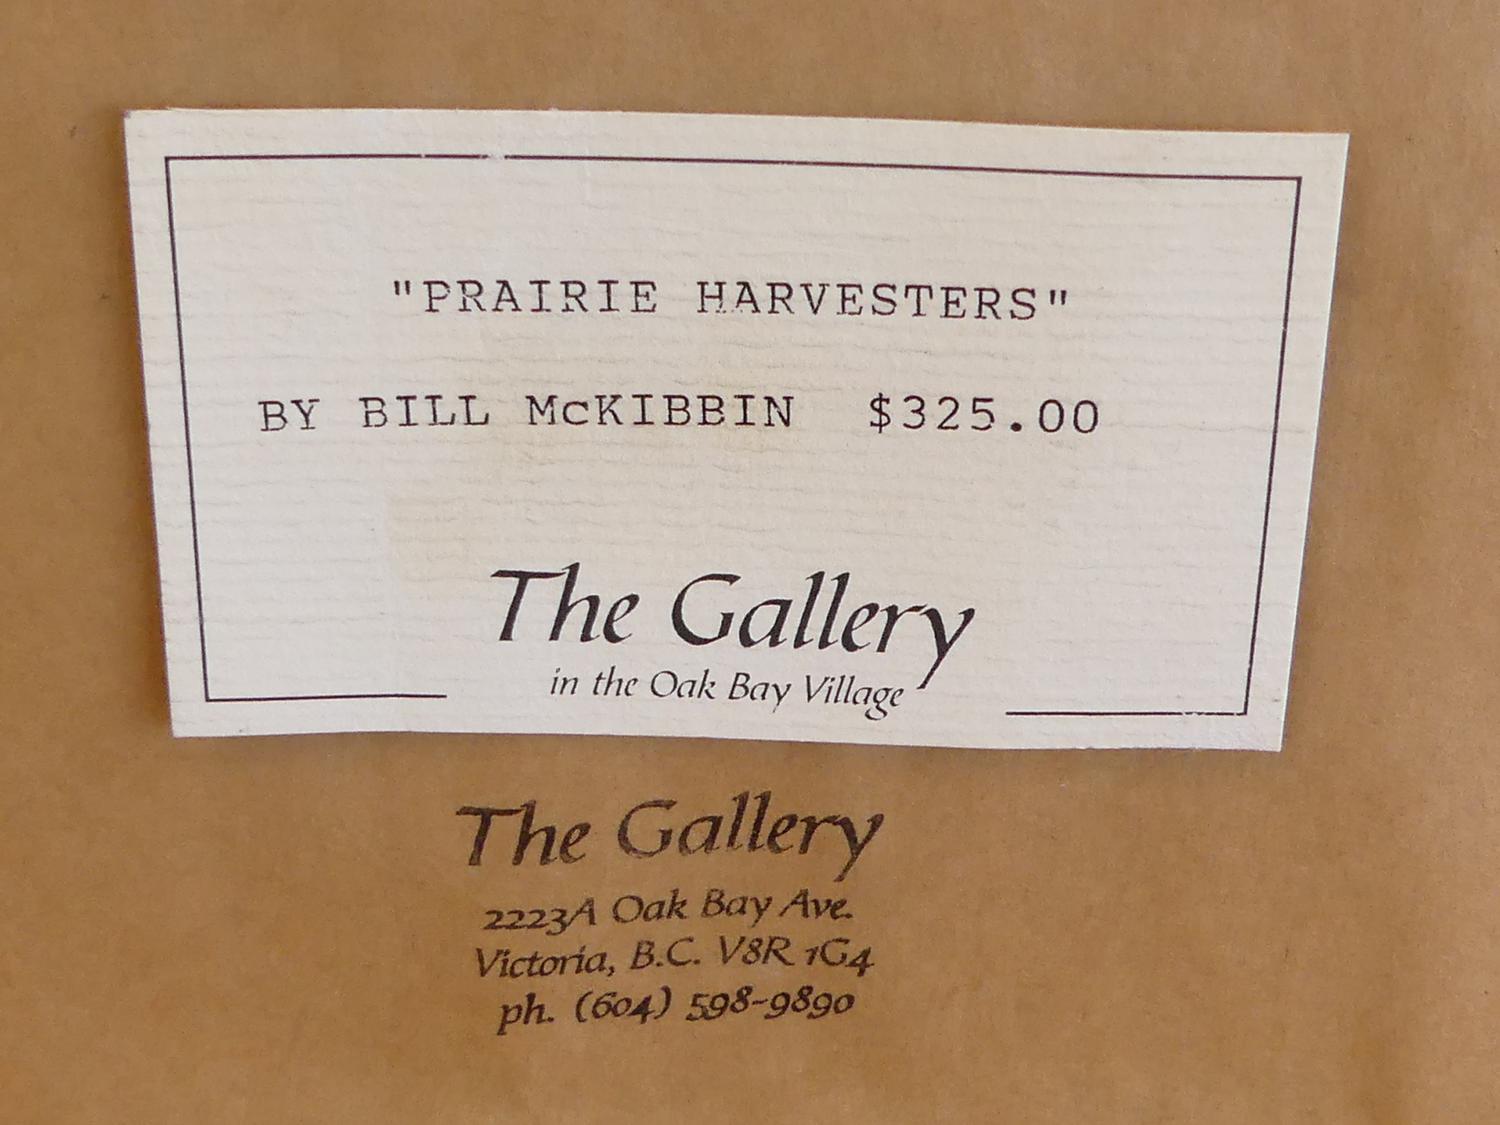 "PRAIRIE HARVESTERS"
BY BILL McKIBBIN $325.00
The Gallery
in the Oak Bay Village
The Gallery
2223A Oak Bay Ave.
Victoria, B.C. V8R 1G4
ph. (604) 598-9890